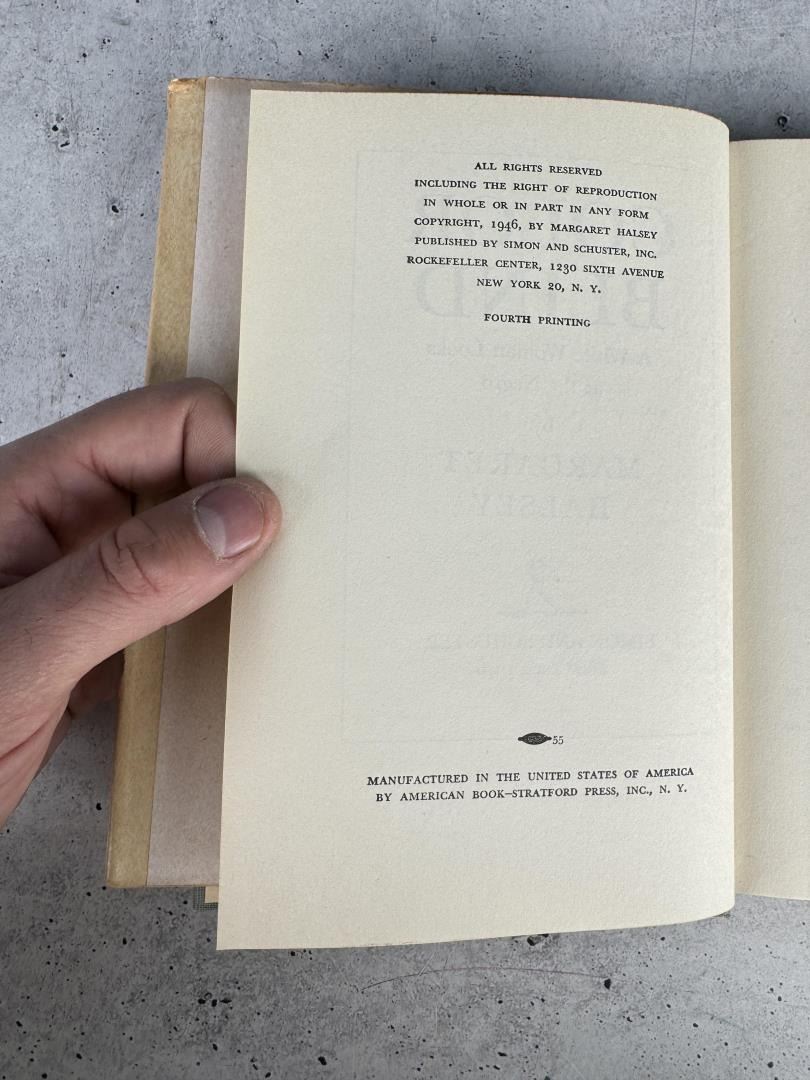 ALL RIGHTS RESERVED
INCLUDING THE RIGHT OF REPRODUCTION
IN WHOLE OR IN PART IN ANY FORM
COPYRIGHT, 1946, BY MARGARET HALSEY
PUBLISHED BY SIMON AND SCHUSTER, INC.
ROCKEFELLER CENTER, 1230 SIXTH AVENUE
NEW YORK 20, N. Y.
FOURTH PRINTING
55
MANUFACTURED IN THE UNITED STATES OF AMERICA
BY AMERICAN BOOK–STRATFORD PRESS, INC., N. Y.